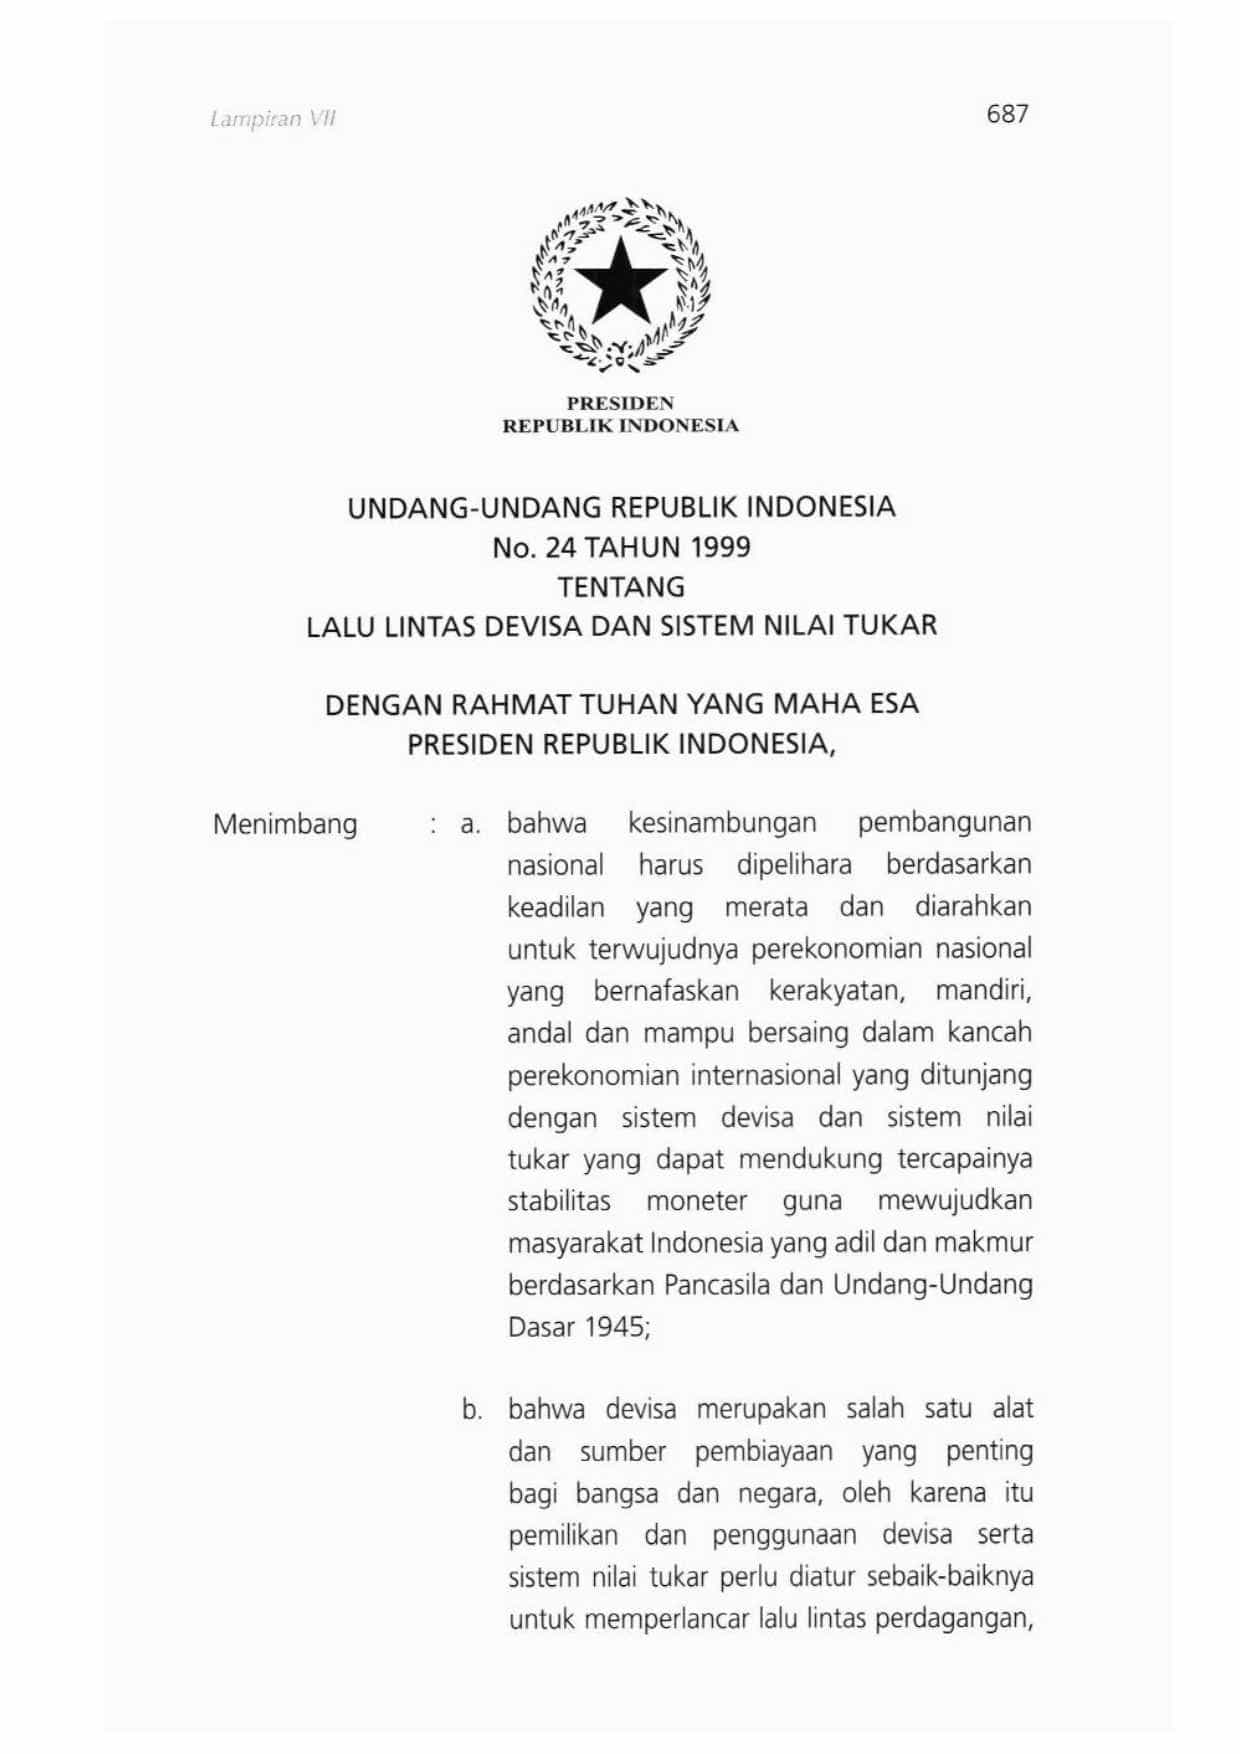 Lampiran VII
687
PRESIDEN
REPUBLIK INDONESIA
UNDANG-UNDANG REPUBLIK INDONESIA
No. 24 TAHUN 1999
TENTANG
LALU LINTAS DEVISA DAN SISTEM NILAI TUKAR
DENGAN RAHMAT TUHAN YANG MAHA ESA
PRESIDEN REPUBLIK INDONESIA,
Menimbang : a. bahwa kesinambungan pembangunan
nasional harus dipelihara berdasarkan
keadilan yang merata dan diarahkan
untuk terwujudnya perekonomian nasional
yang bernafaskan kerakyatan, mandiri,
andal dan mampu bersaing dalam kancah
perekonomian internasional yang ditunjang
dengan sistem devisa dan sistem nilai
tukar yang dapat mendukung tercapainya
stabilitas moneter guna mewujudkan
masyarakat Indonesia yang adil dan makmur
berdasarkan Pancasila dan Undang-Undang
Dasar 1945;
b. bahwa devisa merupakan salah satu alat
dan sumber pembiayaan yang penting
bagi bangsa dan negara, oleh karena itu
pemilikan dan penggunaan devisa serta
sistem nilai tukar perlu diatur sebaik-baiknya
untuk memperlancar lalu lintas perdagangan,